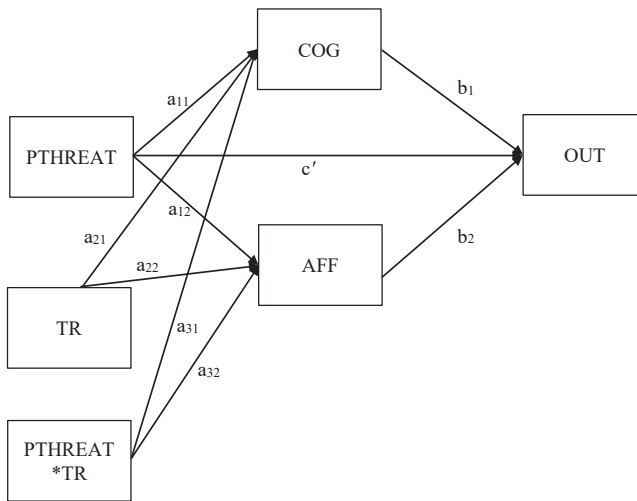 COG
a₁₁
b₁
PTHREAT
OUT
c′
a₁₂
a₂₁
b₂
a₂₂
AFF
TR
a₃₁
a₃₂
PTHREAT
*TR